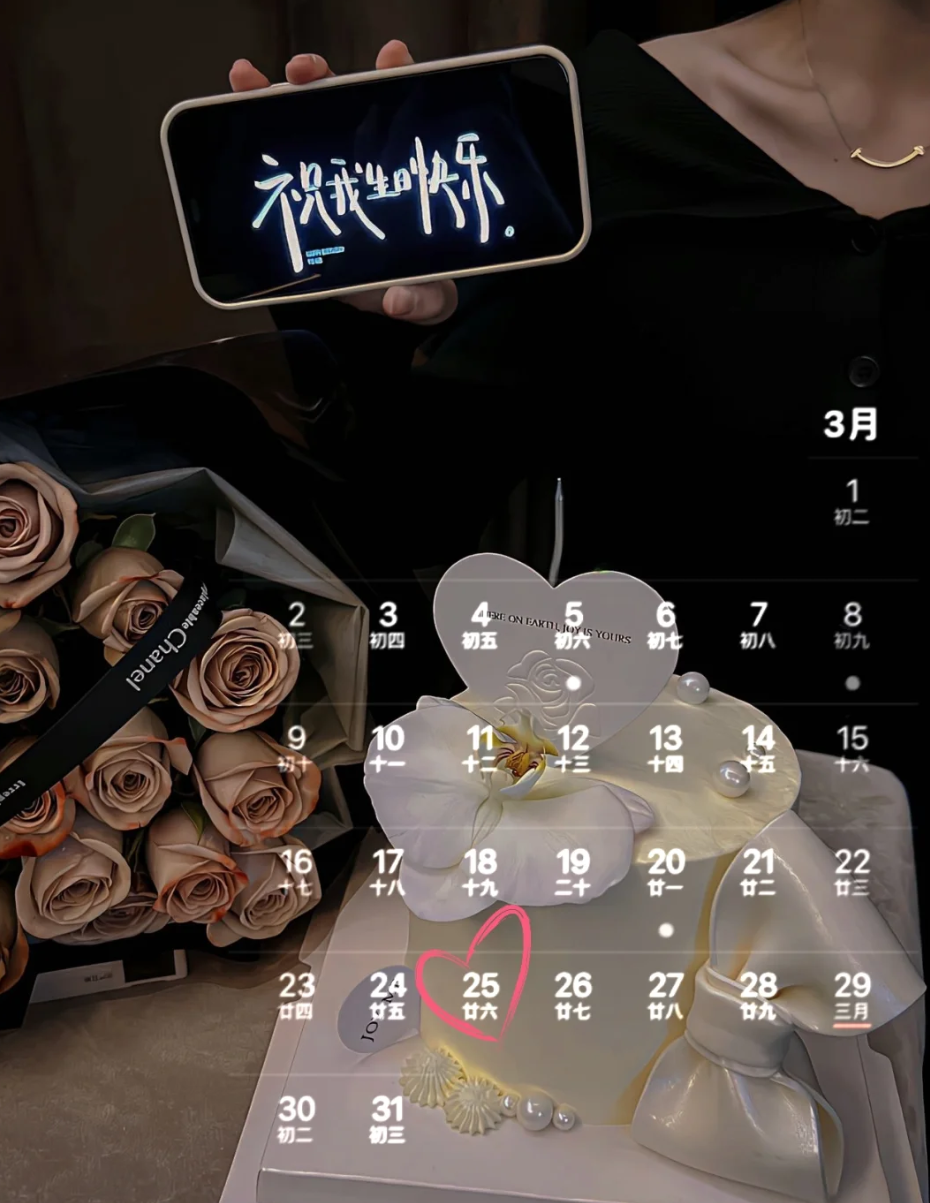 祝我生日快乐。
3月
1
初二
2 3 4 5 6 7 8
初三 初四 初五 初六 初七 初八 初九
HERE ON EARTH, JOY IS YOURS
9 10 11 12 13 14 15
初十 十一 十二 十三 十四 十五 十六
Chanel
16 17 18 19 20 21 22
十七 十八 十九 二十 廿一 廿二 廿三
23 24 25 26 27 28 29
廿四 廿五 廿六 廿七 廿八 廿九 三月
30 31
初二 初三